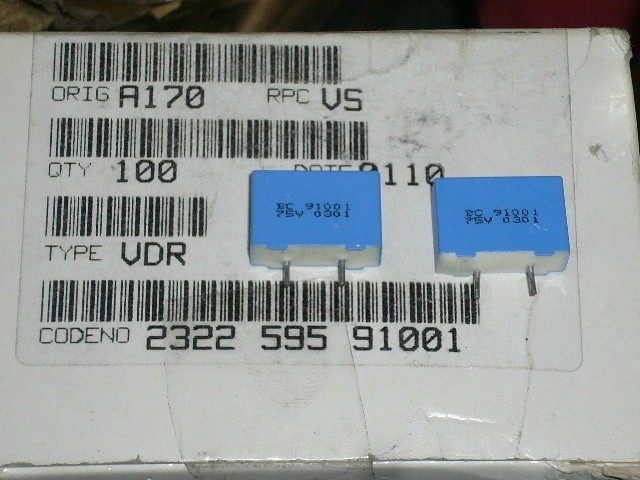 ORIG A170 RPC VS
QTY 100 DATE 0110
BC 91001
75V 0301
BC 91001
75V 0301
TYPE VDR
CODENO 2322 595 91001